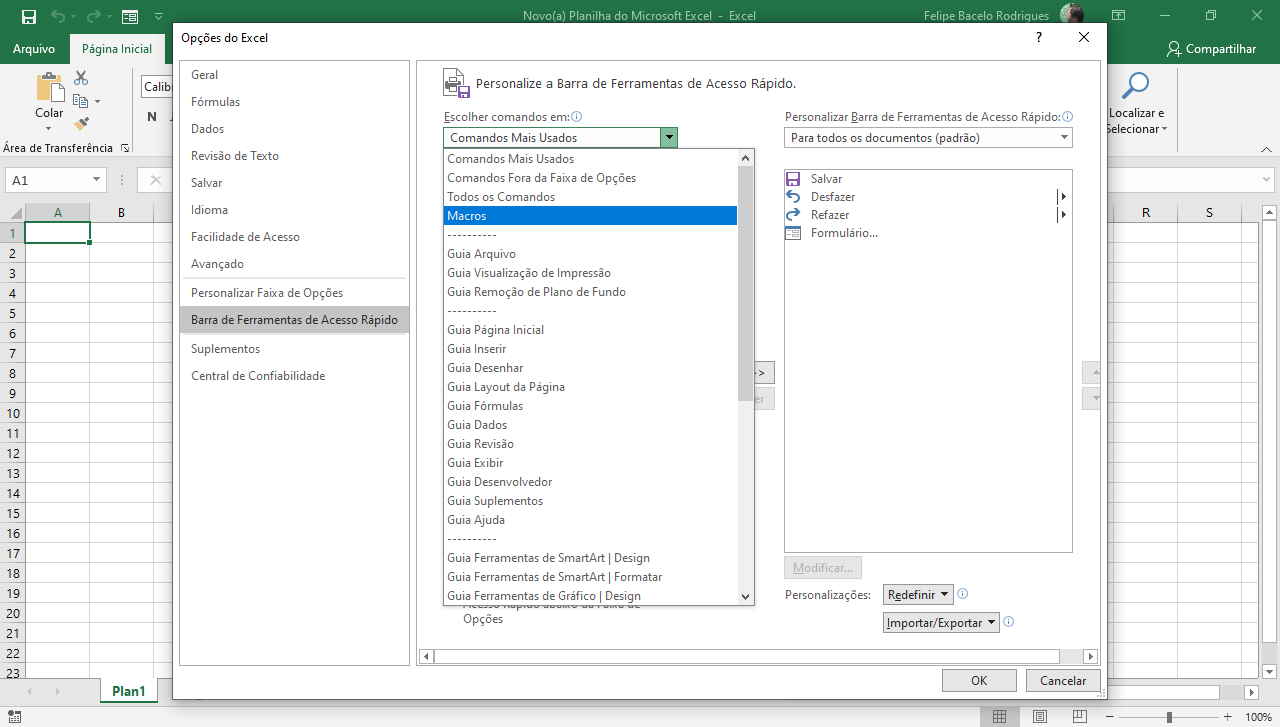 Novo(a) Planilha do Microsoft Excel - Excel
Felipe Bacelo Rodrigues
Opções do Excel
?
Arquivo
Página Inicial
Compartilhar
Colar
Área de Transferência
Calib
N
Localizar e
Selecionar
A1
A B R S
1
2
3
4
5
6
7
8
9
10
11
12
13
14
15
16
17
18
19
20
21
22
23
Geral
Fórmulas
Dados
Revisão de Texto
Salvar
Idioma
Facilidade de Acesso
Avançado
Personalizar Faixa de Opções
Barra de Ferramentas de Acesso Rápido
Suplementos
Central de Confiabilidade
Personalize a Barra de Ferramentas de Acesso Rápido.
Escolher comandos em:
Comandos Mais Usados
Comandos Mais Usados
Comandos Fora da Faixa de Opções
Todos os Comandos
Macros
----------
Guia Arquivo
Guia Visualização de Impressão
Guia Remoção de Plano de Fundo
----------
Guia Página Inicial
Guia Inserir
Guia Desenhar
Guia Layout da Página
Guia Fórmulas
Guia Dados
Guia Revisão
Guia Exibir
Guia Desenvolvedor
Guia Suplementos
Guia Ajuda
----------
Guia Ferramentas de SmartArt | Design
Guia Ferramentas de SmartArt | Formatar
Guia Ferramentas de Gráfico | Design
Acesso Rápido abaixo da Faixa de
Opções
>>
er
Personalizar Barra de Ferramentas de Acesso Rápido:
Para todos os documentos (padrão)
Salvar
Desfazer
Refazer
Formulário...
Modificar...
Personalizações:
Redefinir
Importar/Exportar
OK
Cancelar
Plan1
100%